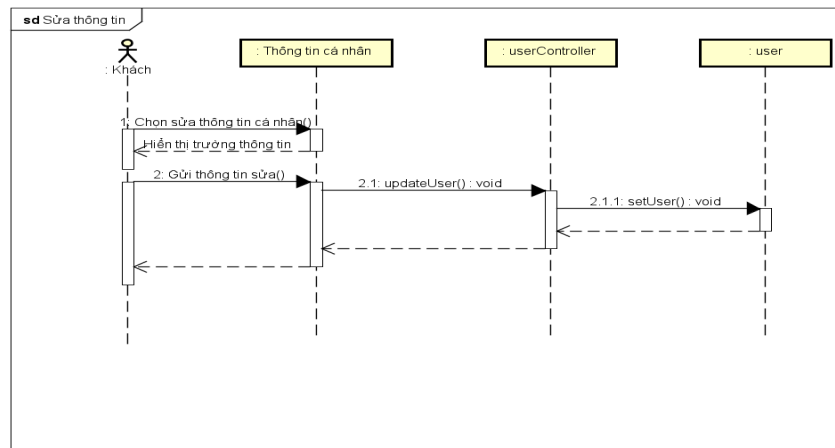 sd Sửa thông tin
: Khách
: Thông tin cá nhân
: userController
: user
1: Chọn sửa thông tin cá nhân()
Hiển thị trường thông tin
2: Gửi thông tin sửa()
2.1: updateUser() : void
2.1.1: setUser() : void